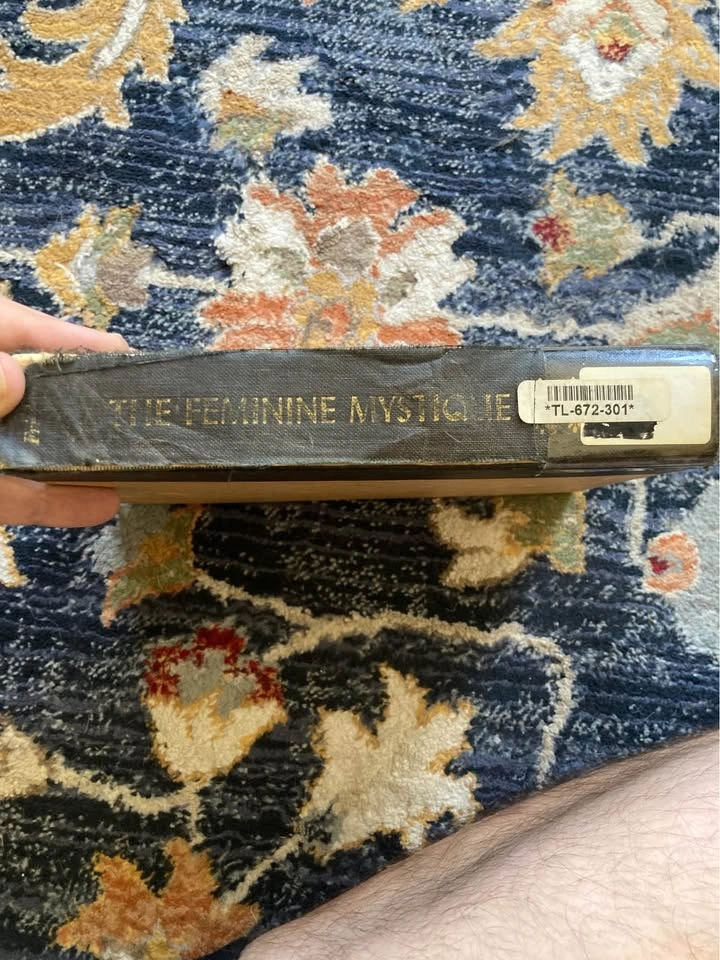 THE FEMININE MYSTIQUE
*TL-672-301*